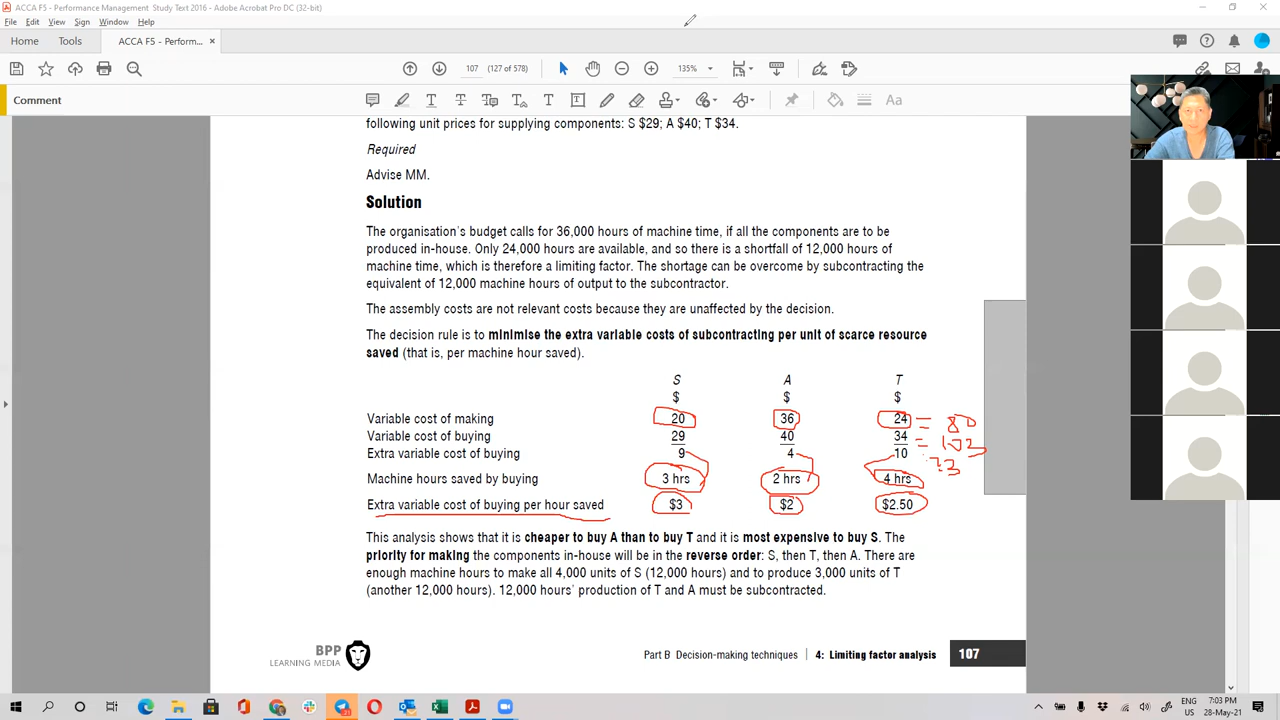 ACCA F5 - Performance Management Study Text 2016 - Adobe Acrobat Pro DC (32-bit)
File Edit View Sign Window Help
Home Tools ACCA F5 - Perform... ×
107 (127 of 578) 135%
Comment
following unit prices for supplying components: S $29; A $40; T $34.
Required
Advise MM.
Solution
The organisation's budget calls for 36,000 hours of machine time, if all the components are to be
produced in-house. Only 24,000 hours are available, and so there is a shortfall of 12,000 hours of
machine time, which is therefore a limiting factor. The shortage can be overcome by subcontracting the
equivalent of 12,000 machine hours of output to the subcontractor.
The assembly costs are not relevant costs because they are unaffected by the decision.
The decision rule is to minimise the extra variable costs of subcontracting per unit of scarce resource
saved (that is, per machine hour saved).
S A T
$ $ $
Variable cost of making 20 36 24 = 80
Variable cost of buying 29 40 34 = 103
Extra variable cost of buying 9 4 10 23
Machine hours saved by buying 3 hrs 2 hrs 4 hrs
Extra variable cost of buying per hour saved $3 $2 $2.50
This analysis shows that it is cheaper to buy A than to buy T and it is most expensive to buy S. The
priority for making the components in-house will be in the reverse order: S, then T, then A. There are
enough machine hours to make all 4,000 units of S (12,000 hours) and to produce 3,000 units of T
(another 12,000 hours). 12,000 hours' production of T and A must be subcontracted.
BPP
LEARNING MEDIA
Part B Decision-making techniques | 4: Limiting factor analysis 107
ENG
US
7:03 PM
28-May-21